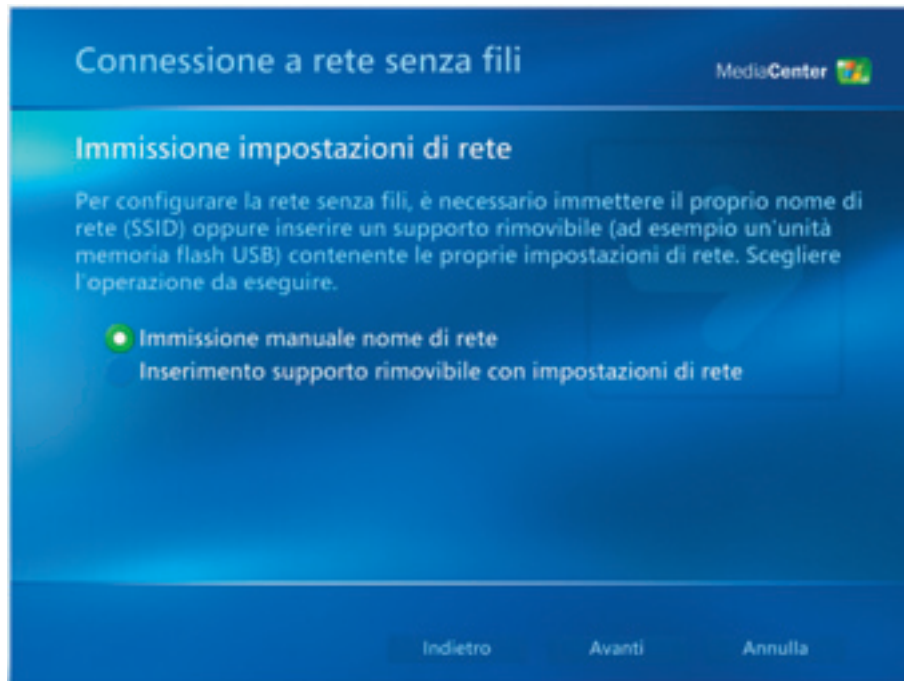 Connessione a rete senza fili
MediaCenter
Immissione impostazioni di rete
Per configurare la rete senza fili, è necessario immettere il proprio nome di
rete (SSID) oppure inserire un supporto rimovibile (ad esempio un'unità
memoria flash USB) contenente le proprie impostazioni di rete. Scegliere
l'operazione da eseguire.
Immissione manuale nome di rete
Inserimento supporto rimovibile con impostazioni di rete
Indietro Avanti Annulla